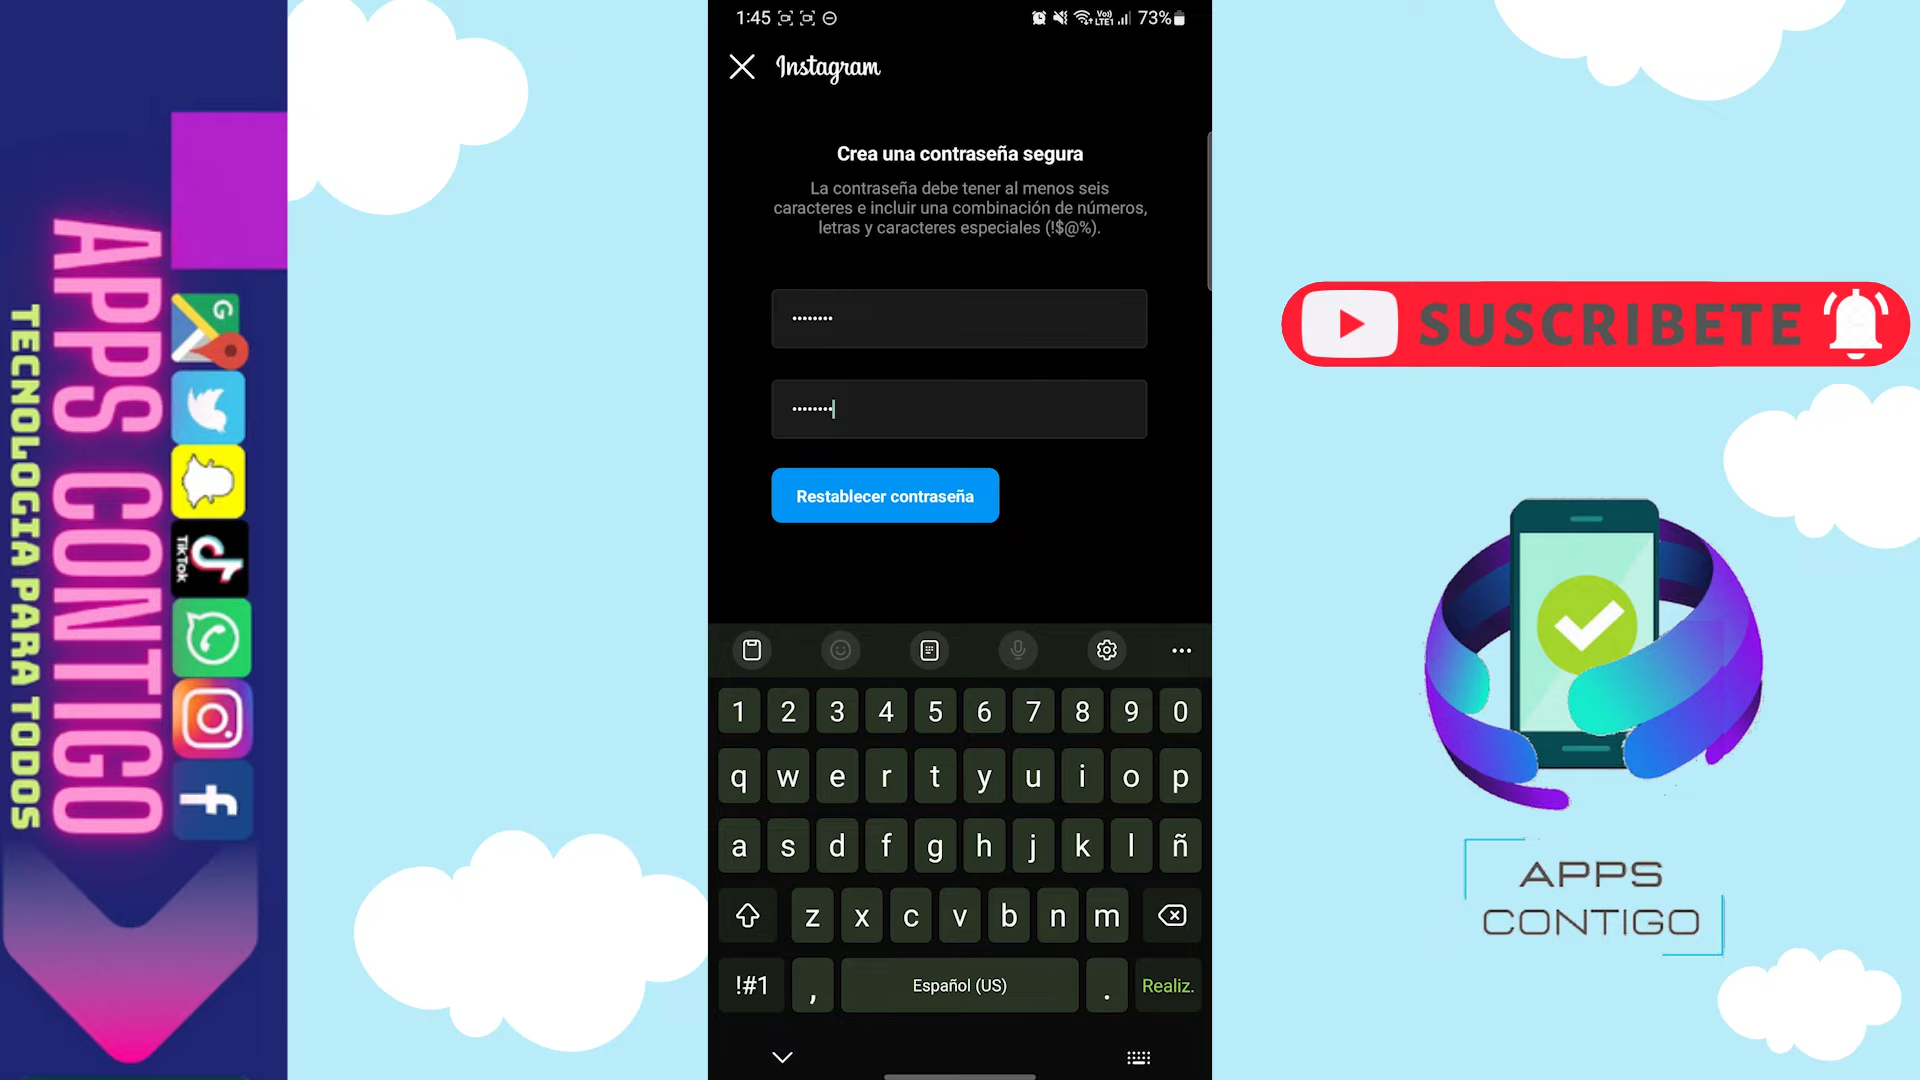 APPS CONTIGO
TECNOLOGIA PARA TODOS
G
TikTok
1:45
Vo))
LTE1
73%
Instagram
Crea una contraseña segura
La contraseña debe tener al menos seis
caracteres e incluir una combinación de números,
letras y caracteres especiales (!$@%).
••••••••
••••••••
Restablecer contraseña
1 2 3 4 5 6 7 8 9 0
q w e r t y u i o p
a s d f g h j k l ñ
z x c v b n m
!#1 , Español (US) . Realiz.
SUSCRIBETE
APPS
CONTIGO